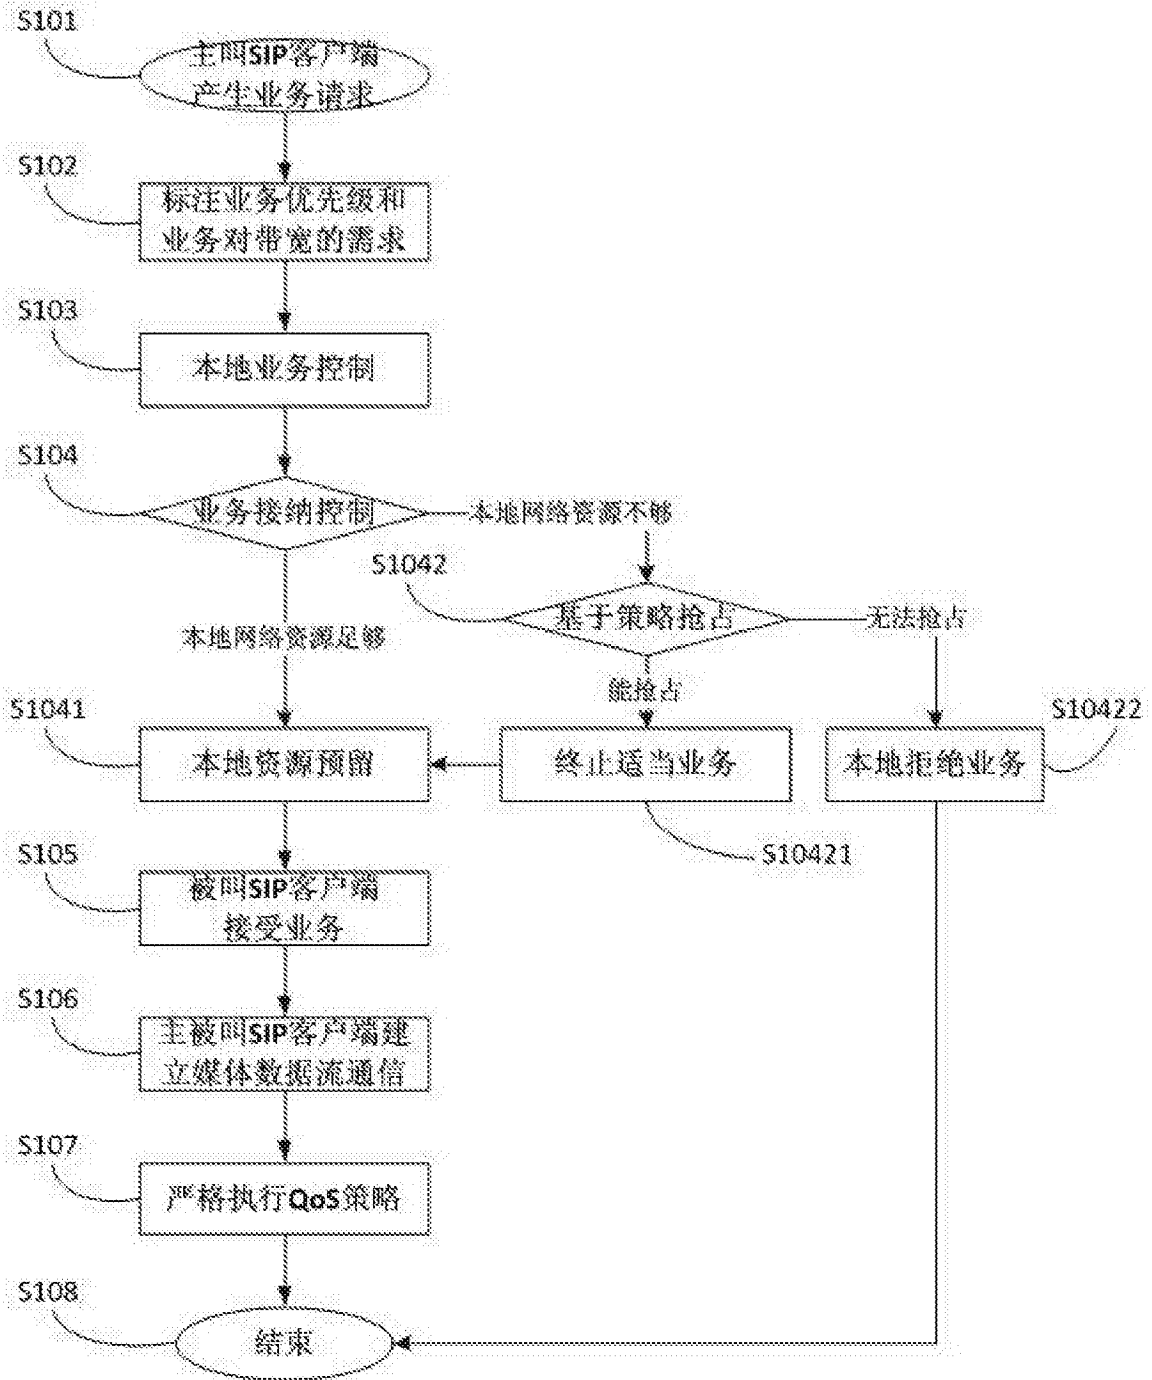 S101
主叫SIP客户端
产生业务请求
S102
标注业务优先级和
业务对带宽的需求
S103
本地业务控制
S104
业务接纳控制
本地网络资源不够
S1042
基于策略抢占
无法抢占
本地网络资源足够
能抢占
S1041
本地资源预留
终止适当业务
本地拒绝业务
S10422
S10421
S105
被叫SIP客户端
接受业务
S106
主被叫SIP客户端建
立媒体数据流通信
S107
严格执行QoS策略
S108
结束